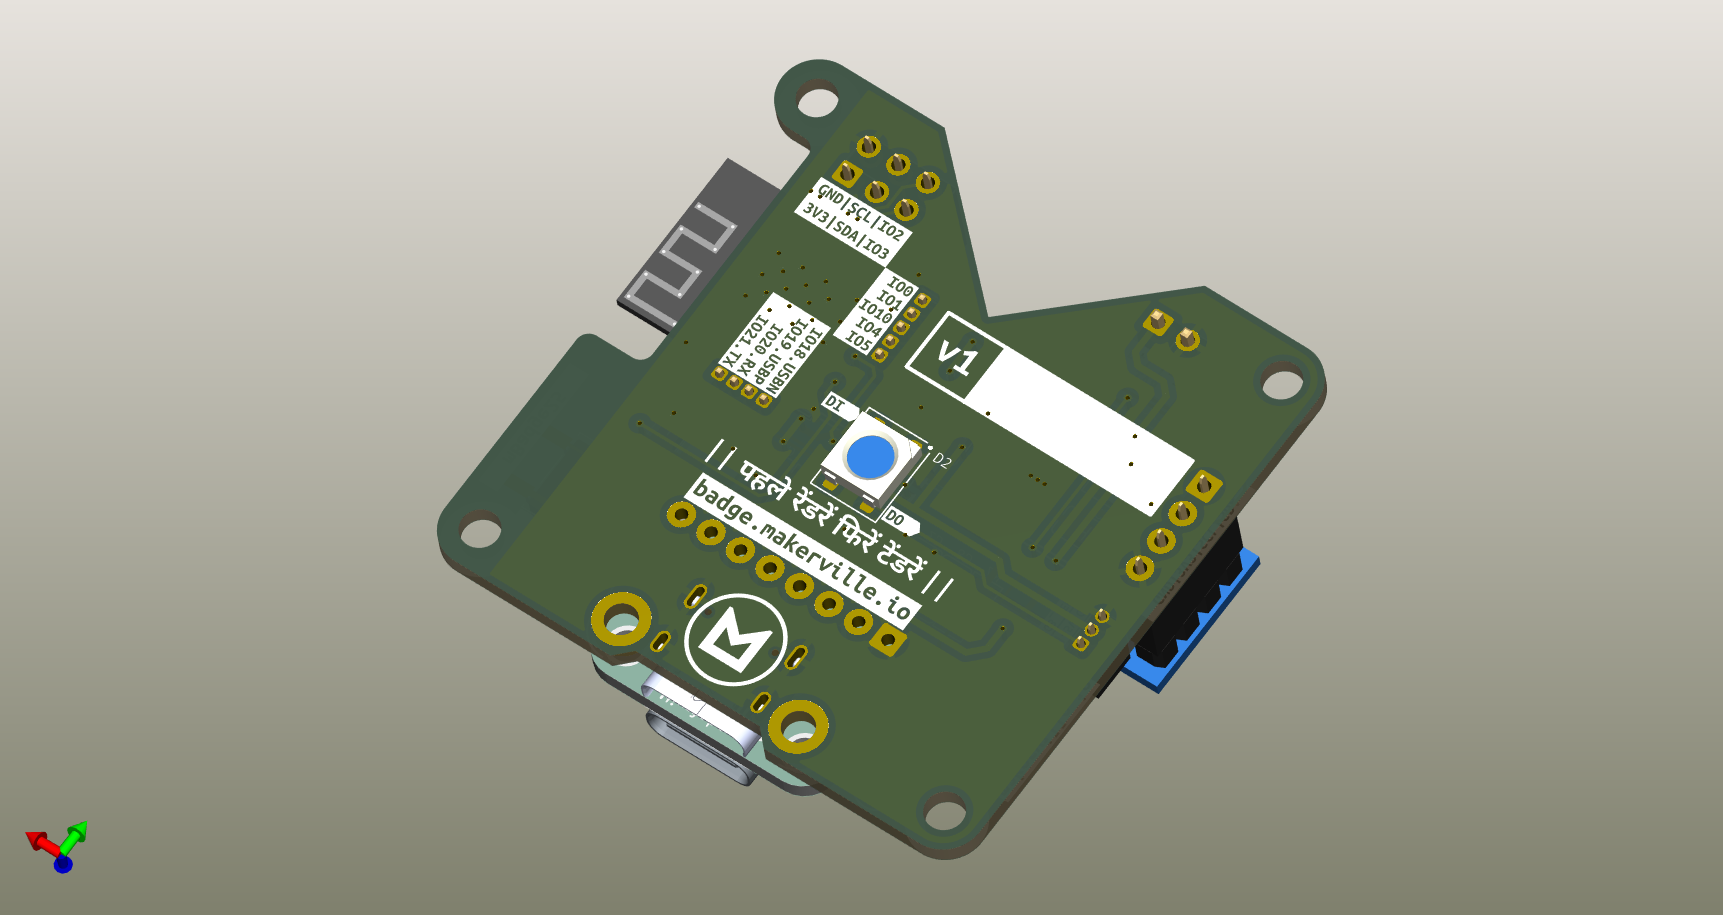 GND|SCL|IO2
3V3|SDA|IO3
IO0
IO1
IO10
IO4
IO5
IO18.USBN
IO19.USBP
IO20.RX
IO21.TX
v1
DI
D2
DO
|| पहले रेंडरें फिरें टेंडरें ||
badge.makerville.io